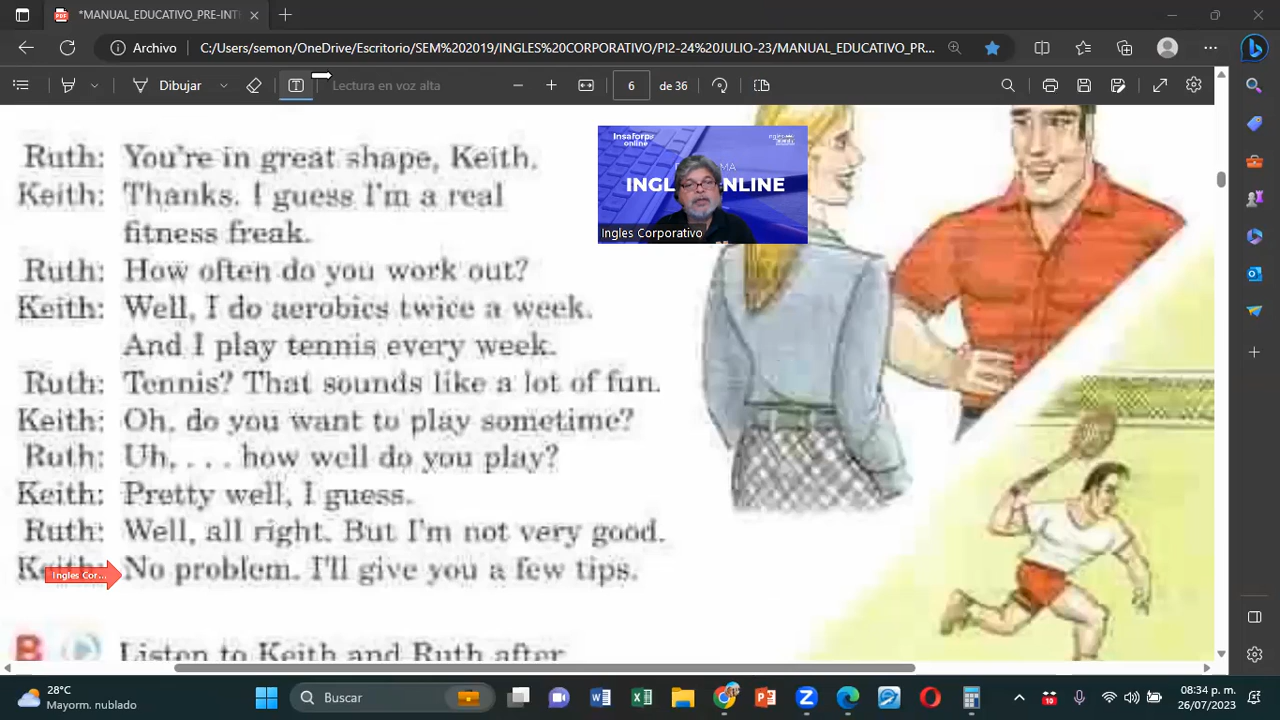 *MANUAL_EDUCATIVO_PRE-INT
Archivo C:/Users/semon/OneDrive/Escritorio/SEM%202019/INGLES%20CORPORATIVO/PI2-24%20JULIO-23/MANUAL_EDUCATIVO_PR...
Dibujar Lectura en voz alta 6 de 36
Ruth: You're in great shape, Keith.
Keith: Thanks. I guess I'm a real
fitness freak.
Ruth: How often do you work out?
Keith: Well, I do aerobics twice a week.
And I play tennis every week.
Ruth: Tennis? That sounds like a lot of fun.
Keith: Oh, do you want to play sometime?
Ruth: Uh, . . . how well do you play?
Keith: Pretty well, I guess.
Ruth: Well, all right. But I'm not very good.
Keith: No problem. I'll give you a few tips.
Ingles Cor...
B Listen to Keith and Ruth after
Insaforp
online
Ingles Corporativo
28°C
Mayorm. nublado
Buscar
10
08:34 p. m.
26/07/2023